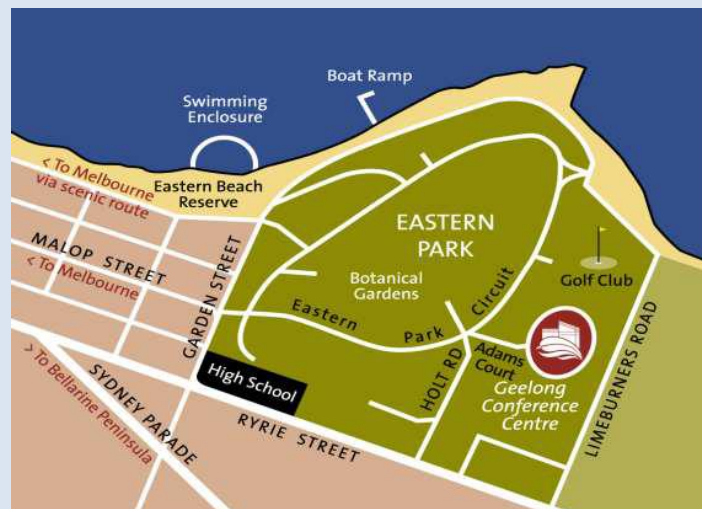 Boat Ramp
Swimming
Enclosure
< To Melbourne
via scenic route
Eastern Beach
Reserve
MALOP STREET
< To Melbourne
GARDEN STREET
EASTERN
PARK
Botanical
Gardens
Eastern Park Circuit
Golf Club
High School
HOLT RD
Adams
Court
Geelong
Conference
Centre
LIMEBURNERS ROAD
SYDNEY PARADE
> To Bellarine Peninsula
RYRIE STREET